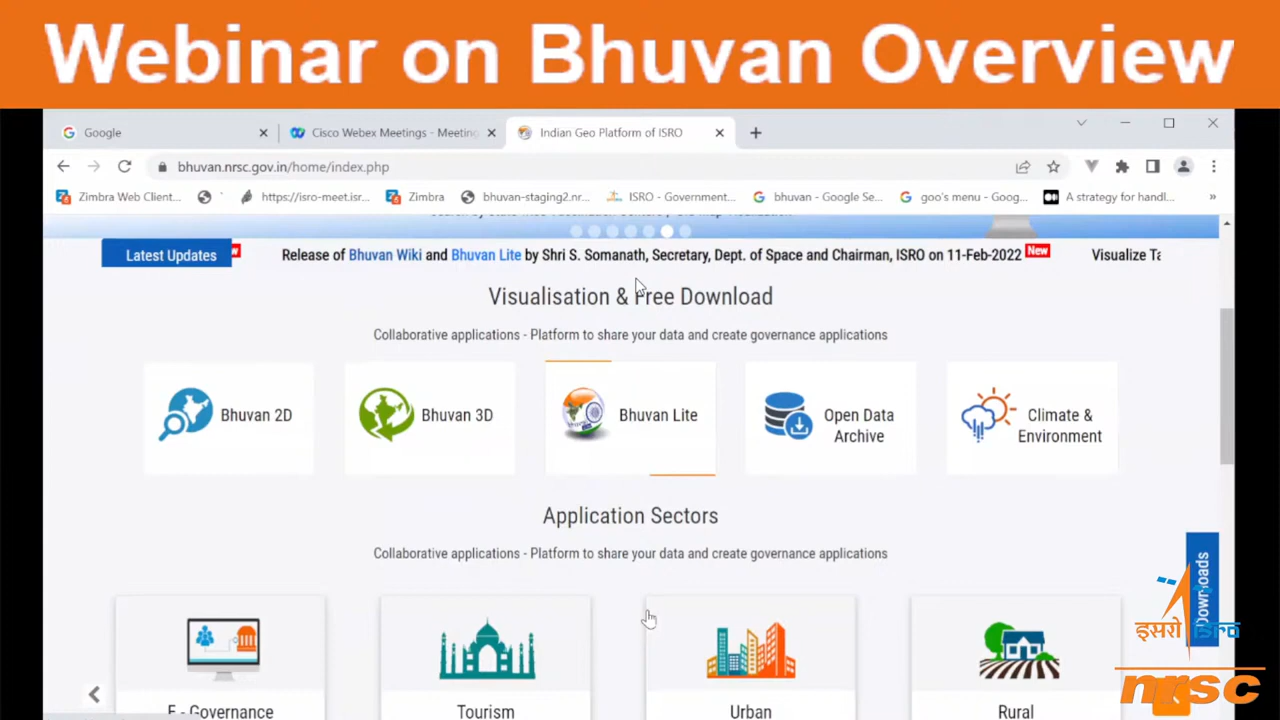 Webinar on Bhuvan Overview
Google
Cisco Webex Meetings - Meeting
Indian Geo Platform of ISRO
bhuvan.nrsc.gov.in/home/index.php
Zimbra Web Client...
https://isro-meet.isr...
Zimbra
bhuvan-staging2.nr...
ISRO - Government...
bhuvan - Google Se...
goo's menu - Goog...
A strategy for handl...
Latest Updates
Release of Bhuvan Wiki and Bhuvan Lite by Shri S. Somanath, Secretary, Dept. of Space and Chairman, ISRO on 11-Feb-2022 New
Visualize Ta
Visualisation & Free Download
Collaborative applications - Platform to share your data and create governance applications
Bhuvan 2D
Bhuvan 3D
Bhuvan Lite
Open Data
Archive
Climate &
Environment
Application Sectors
Collaborative applications - Platform to share your data and create governance applications
Downloads
E - Governance
Tourism
Urban
Rural
इसरो isro
nrsc